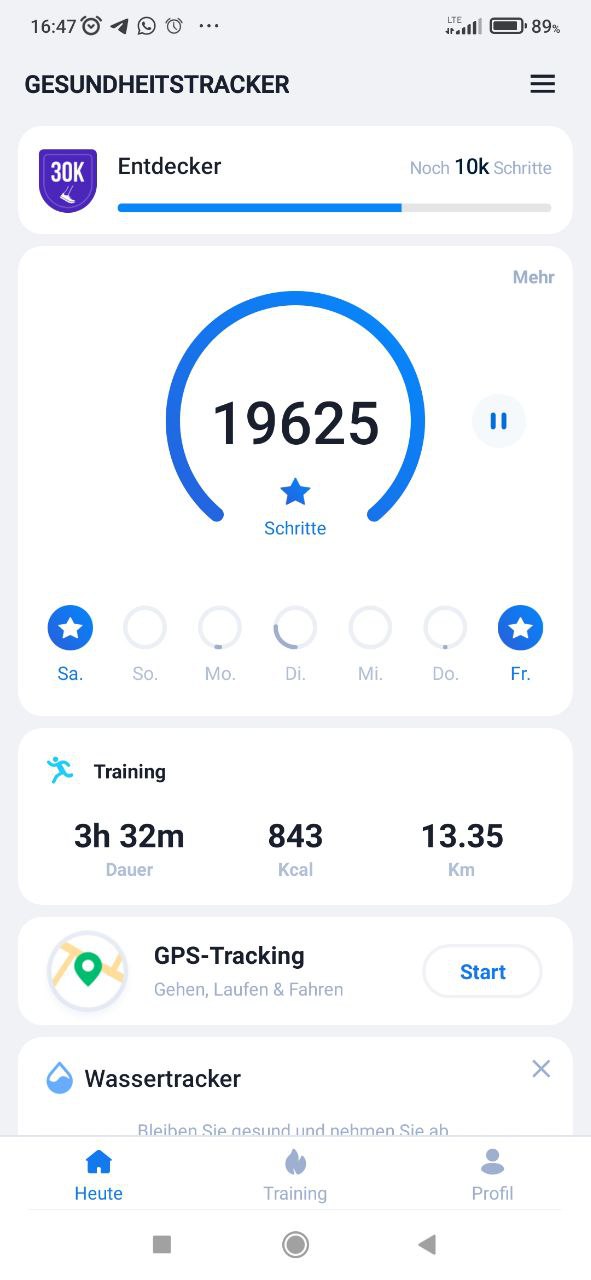 16:47 LTE 89%
GESUNDHEITSTRACKER
30K Entdecker Noch 10k Schritte
Mehr
19625
Schritte
Sa. So. Mo. Di. Mi. Do. Fr.
Training
3h 32m 843 13.35
Dauer Kcal Km
GPS-Tracking
Gehen, Laufen & Fahren
Start
Wassertracker
Bleiben Sie gesund und nehmen Sie ab
Heute Training Profil